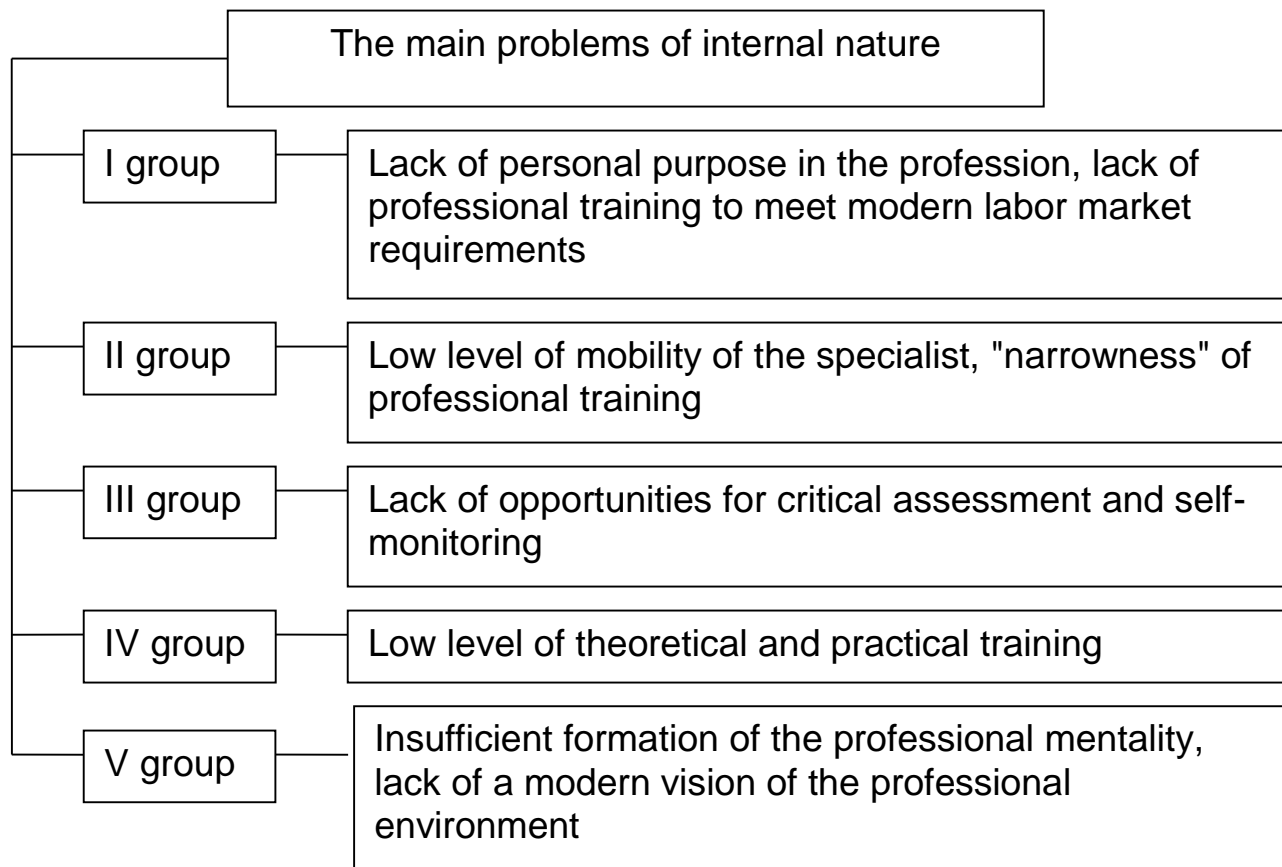 The main problems of internal nature
I group
Lack of personal purpose in the profession, lack of
professional training to meet modern labor market
requirements
II group
Low level of mobility of the specialist, "narrowness" of
professional training
III group
Lack of opportunities for critical assessment and self-
monitoring
IV group
Low level of theoretical and practical training
V group
Insufficient formation of the professional mentality,
lack of a modern vision of the professional
environment